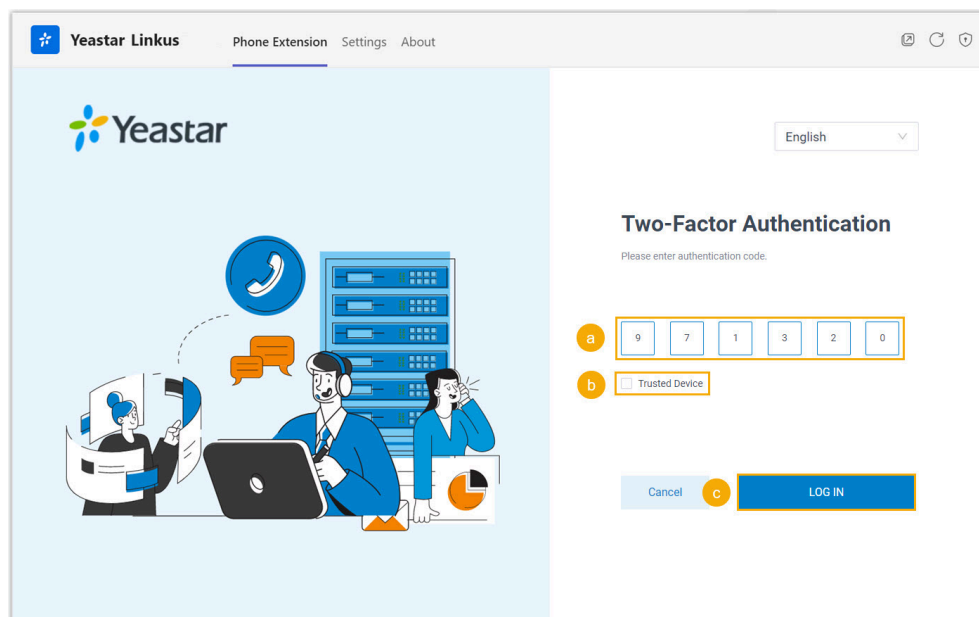 Yeastar Linkus Phone Extension Settings About
Yeastar
English
Two-Factor Authentication
Please enter authentication code.
a 9 7 1 3 2 0
b Trusted Device
Cancel c LOG IN